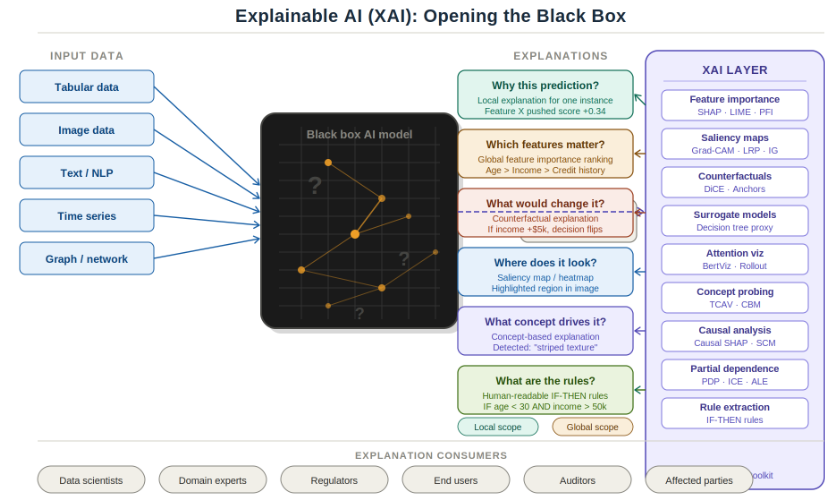 Explainable AI (XAI): Opening the Black Box
INPUT DATA
Tabular data
Image data
Text / NLP
Time series
Graph / network
Black box AI model
?
?
?
EXPLANATIONS
Why this prediction?
Local explanation for one instance
Feature X pushed score +0.34
Which features matter?
Global feature importance ranking
Age > Income > Credit history
What would change it?
Counterfactual explanation
If income +$5k, decision flips
Where does it look?
Saliency map / heatmap
Highlighted region in image
What concept drives it?
Concept-based explanation
Detected: "striped texture"
What are the rules?
Human-readable IF-THEN rules
IF age < 30 AND income > 50k
Local scope
Global scope
XAI LAYER
Feature importance
SHAP · LIME · PFI
Saliency maps
Grad-CAM · LRP · IG
Counterfactuals
DiCE · Anchors
Surrogate models
Decision tree proxy
Attention viz
BertViz · Rollout
Concept probing
TCAV · CBM
Causal analysis
Causal SHAP · SCM
Partial dependence
PDP · ICE · ALE
Rule extraction
IF-THEN rules
EXPLANATION CONSUMERS
Data scientists
Domain experts
Regulators
End users
Auditors
Affected parties